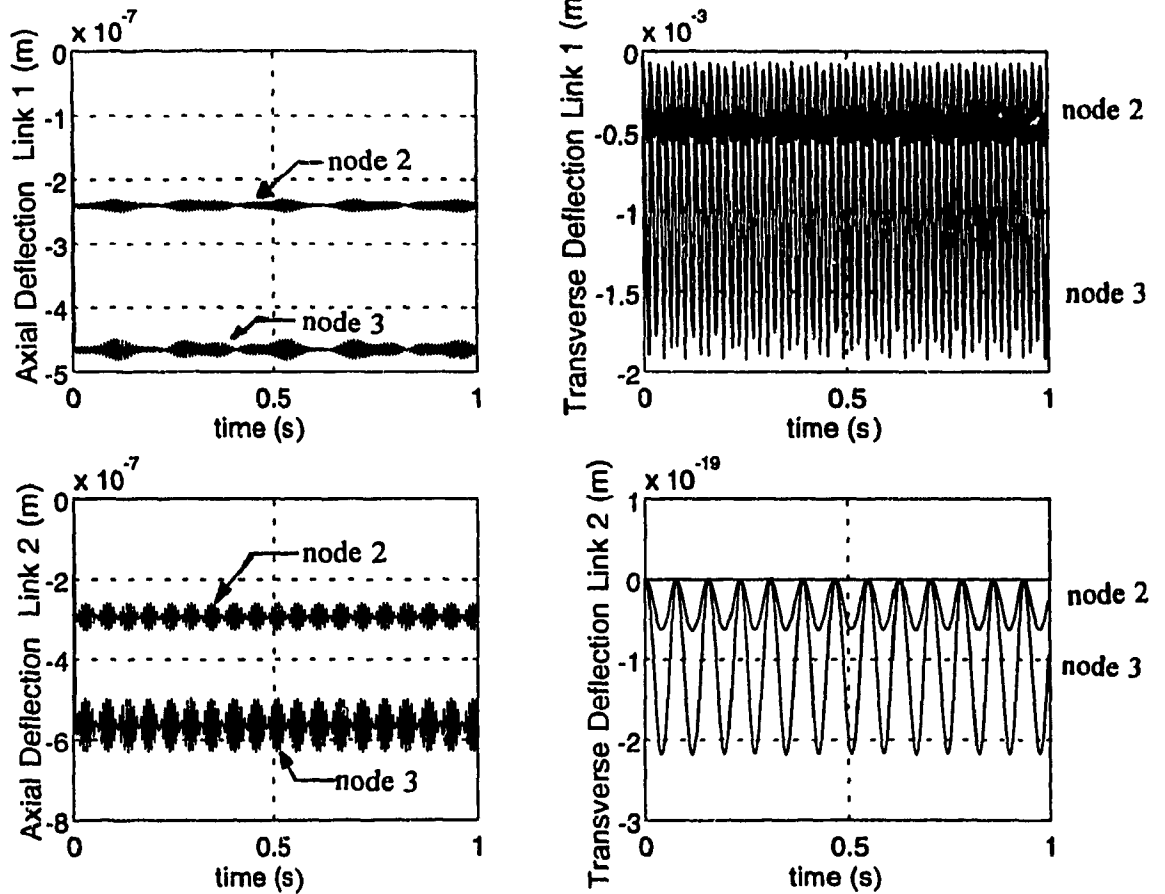 x 10-7
Axial Deflection Link 1 (m)
0
-1
-2
-3
-4
-5
node 2
node 3
0
0.5
1
time (s)
x 10-3
Transverse Deflection Link 1 (m)
0
-0.5
-1
-1.5
-2
node 2
node 3
0
0.5
1
time (s)
x 10-7
Axial Deflection Link 2 (m)
0
-2
-4
-6
-8
node 2
node 3
0
0.5
1
time (s)
x 10-19
Transverse Deflection Link 2 (m)
1
0
-1
-2
-3
node 2
node 3
0
0.5
1
time (s)